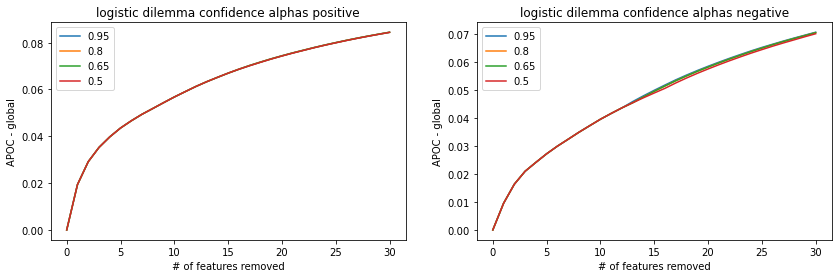 logistic dilemma confidence alphas positive
0.95
0.8
0.65
0.5
APOC - global
0.08
0.06
0.04
0.02
0.00
0 5 10 15 20 25 30
# of features removed
logistic dilemma confidence alphas negative
0.95
0.8
0.65
0.5
APOC - global
0.07
0.06
0.05
0.04
0.03
0.02
0.01
0.00
0 5 10 15 20 25 30
# of features removed